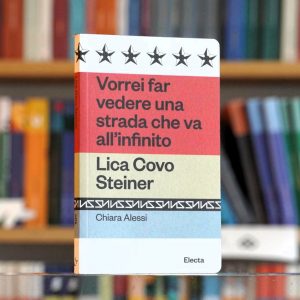 Vorrei far
vedere una
strada che va
all'infinito
Lica Covo
Steiner
Chiara Alessi
Electa